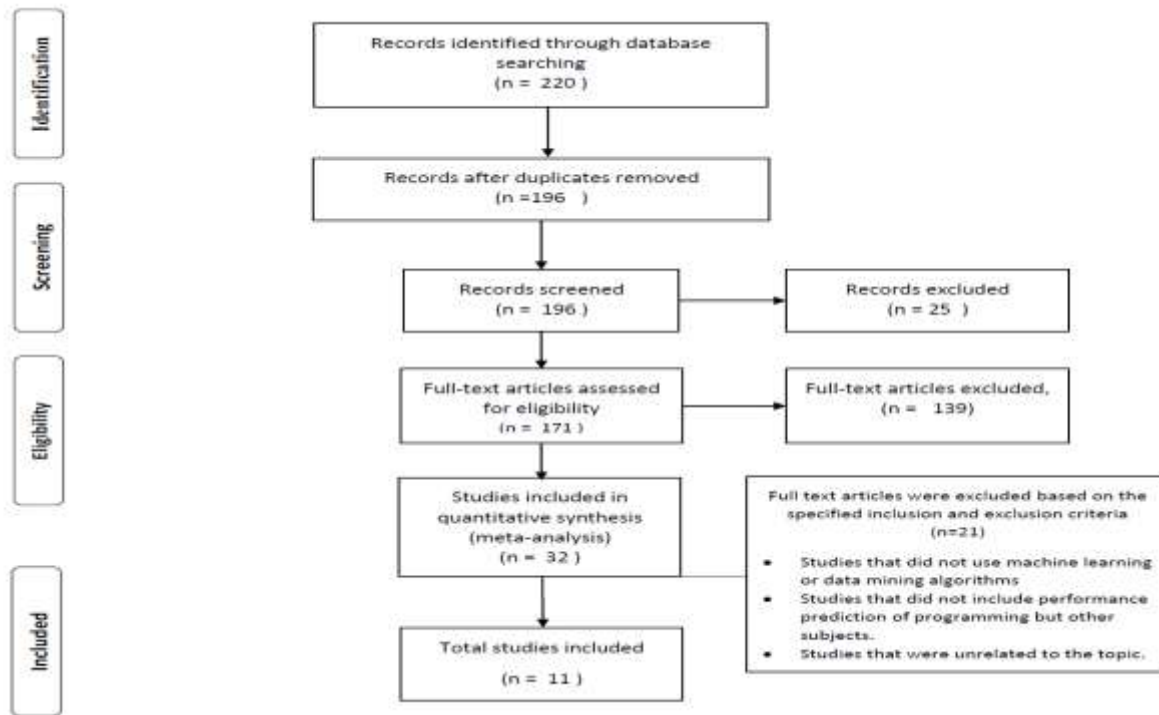 Identification
Records identified through database
searching
(n = 220 )
Records after duplicates removed
(n =196 )
Screening
Records screened
(n = 196 )
Records excluded
(n = 25 )
Eligibility
Full-text articles assessed
for eligibility
(n = 171 )
Full-text articles excluded,
(n = 139)
Studies included in
quantitative synthesis
(meta-analysis)
(n = 32 )
Full text articles were excluded based on the
specified inclusion and exclusion criteria
(n=21)
• Studies that did not use machine learning
or data mining algorithms
• Studies that did not include performance
prediction of programming but other
subjects.
• Studies that were unrelated to the topic.
Included
Total studies included
(n = 11 )